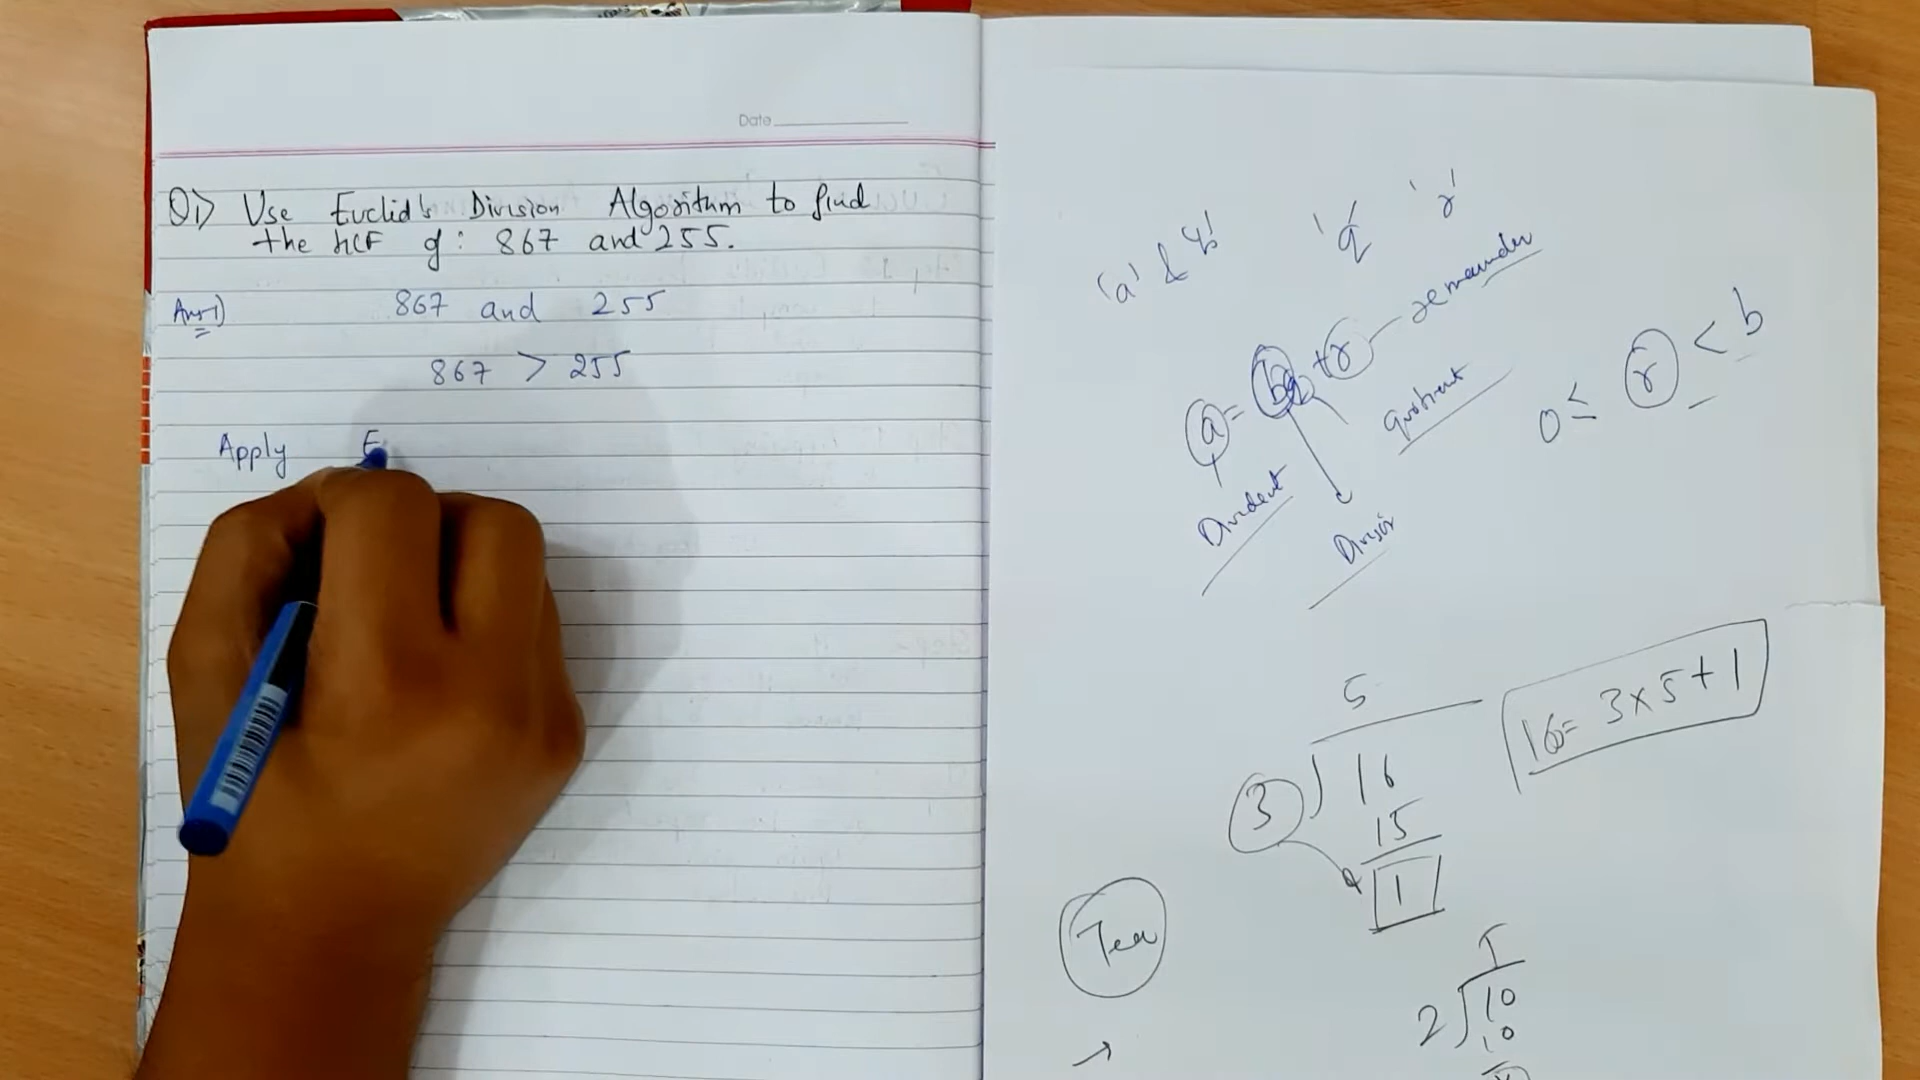 Date
Q1) Use Euclid's Division Algorithm to find
the HCF of : 867 and 255.
Ans-1) 867 and 255
867 > 255
Apply E
'a' & 'b' 'q' 'r'
a = bq + r remainder
quotient
Divident
Divisor
0 ≤ r < b
5
3 ) 16
15
1
16 = 3 x 5 + 1
2 ) 10
10